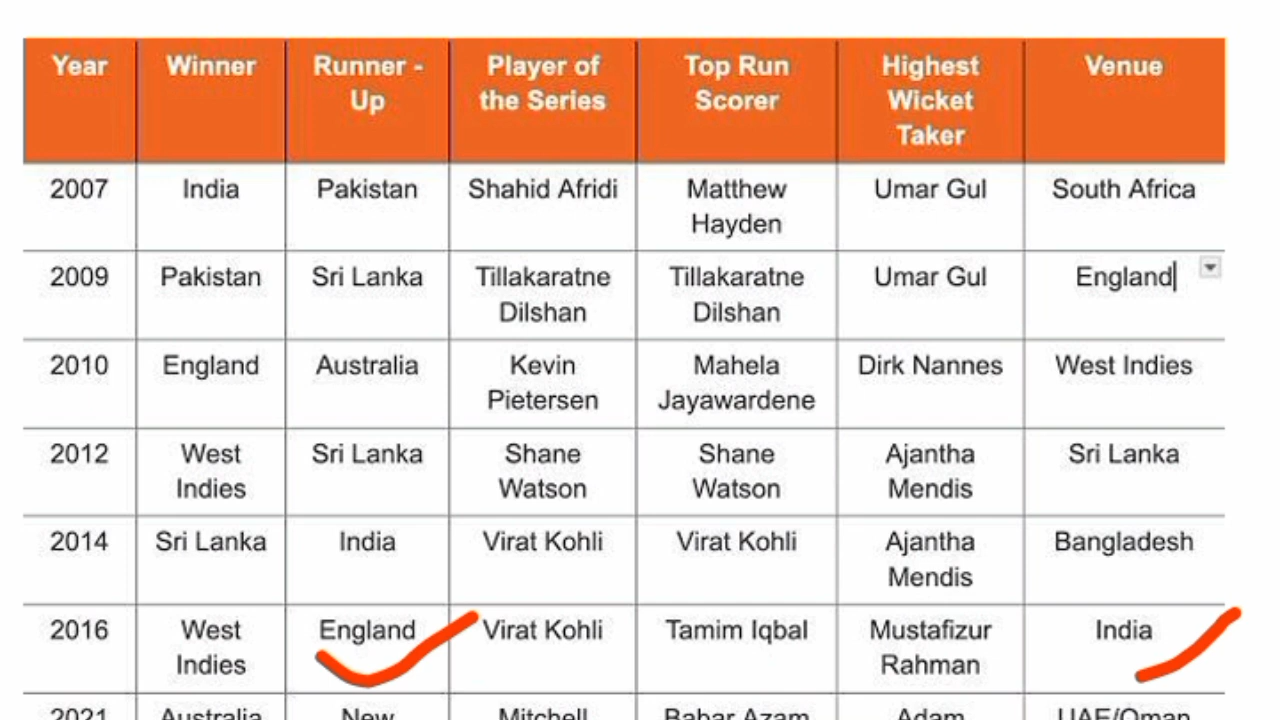 Year Winner Runner - Up Player of the Series Top Run Scorer Highest Wicket Taker Venue
2007 India Pakistan Shahid Afridi Matthew Hayden Umar Gul South Africa
2009 Pakistan Sri Lanka Tillakaratne Dilshan Tillakaratne Dilshan Umar Gul England
2010 England Australia Kevin Pietersen Mahela Jayawardene Dirk Nannes West Indies
2012 West Indies Sri Lanka Shane Watson Shane Watson Ajantha Mendis Sri Lanka
2014 Sri Lanka India Virat Kohli Virat Kohli Ajantha Mendis Bangladesh
2016 West Indies England Virat Kohli Tamim Iqbal Mustafizur Rahman India
2021 Australia New Mitchell Babar Azam Adam UAE/Oman